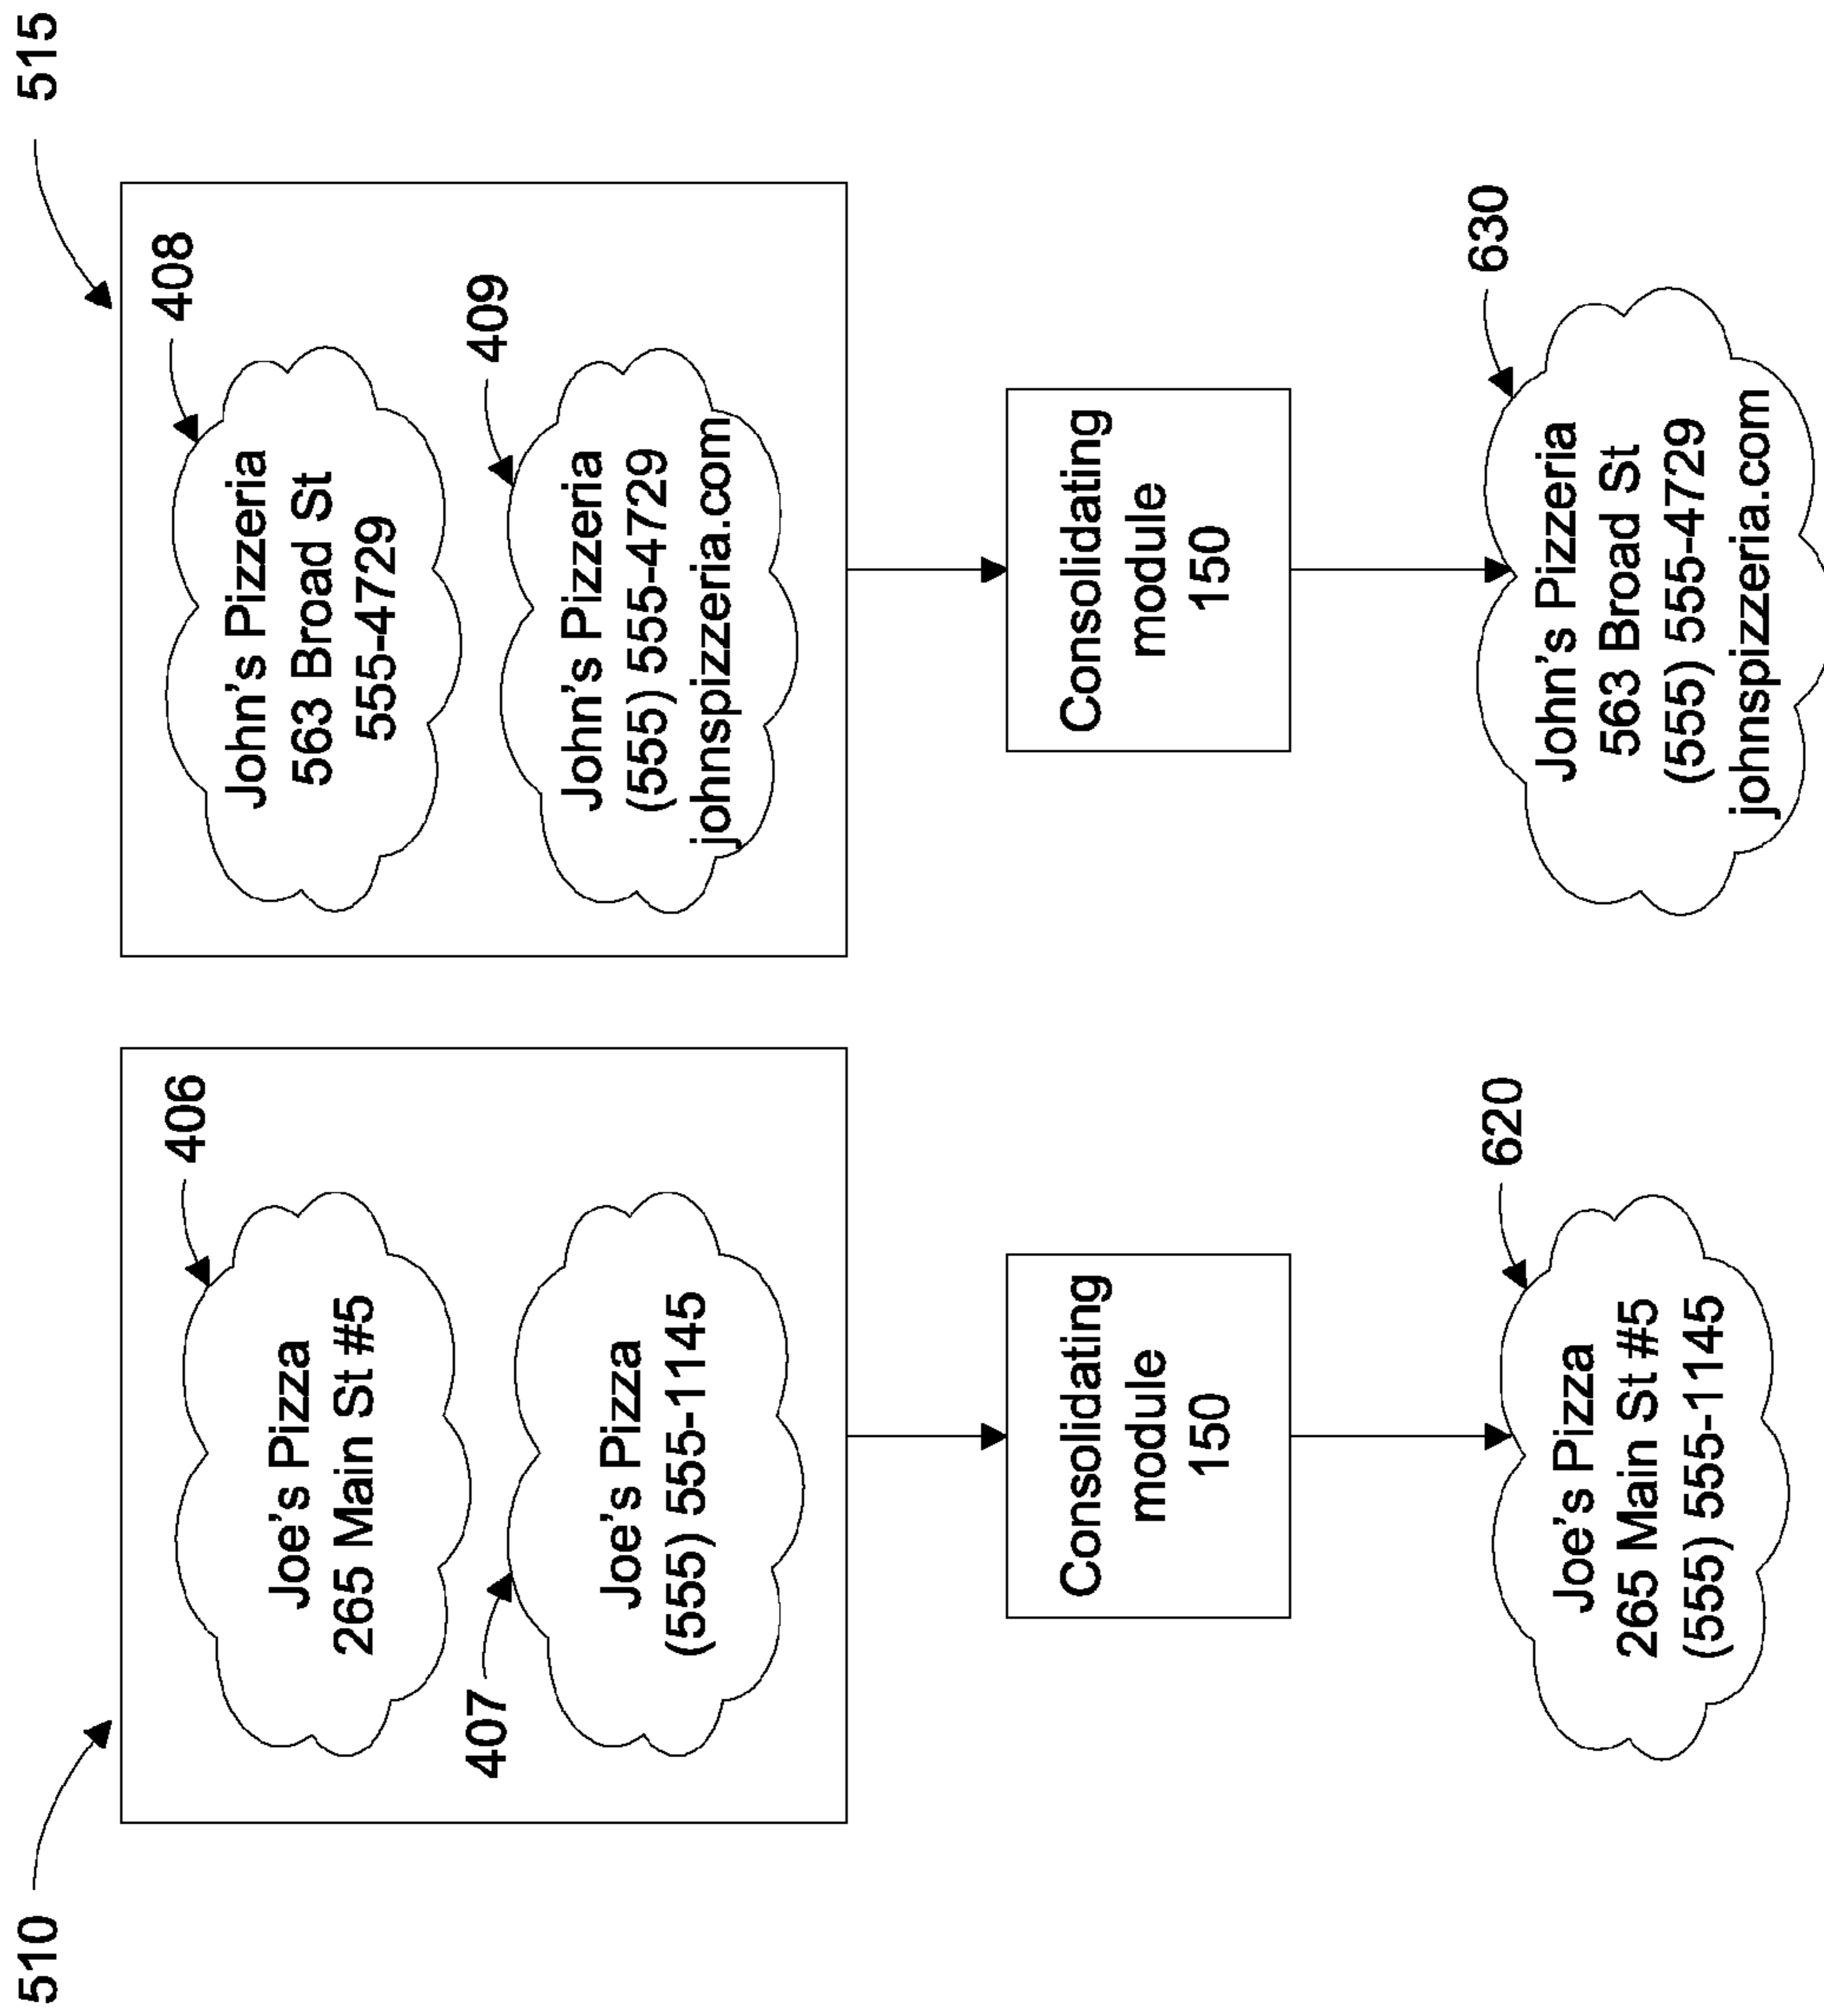 510
406
Joe's Pizza
265 Main St #5
407
Joe's Pizza
(555) 555-1145
Consolidating
module
150
620
Joe's Pizza
265 Main St #5
(555) 555-1145
515
408
John's Pizzeria
563 Broad St
555-4729
409
John's Pizzeria
(555) 555-4729
johnspizzeria.com
Consolidating
module
150
630
John's Pizzeria
563 Broad St
(555) 555-4729
johnspizzeria.com